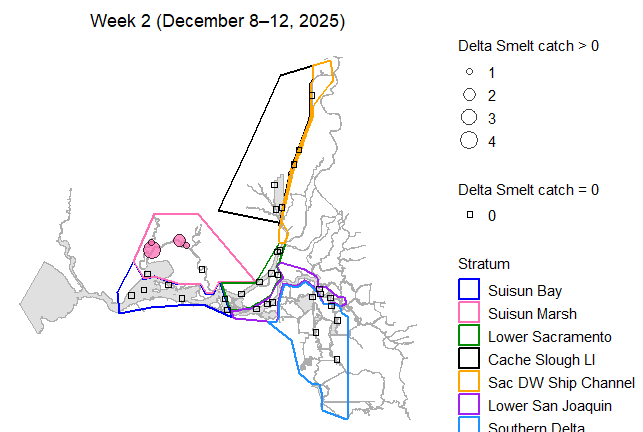 Week 2 (December 8–12, 2025)
Delta Smelt catch > 0
1
2
3
4
Delta Smelt catch = 0
0
Stratum
Suisun Bay
Suisun Marsh
Lower Sacramento
Cache Slough LI
Sac DW Ship Channel
Lower San Joaquin
Southern Delta